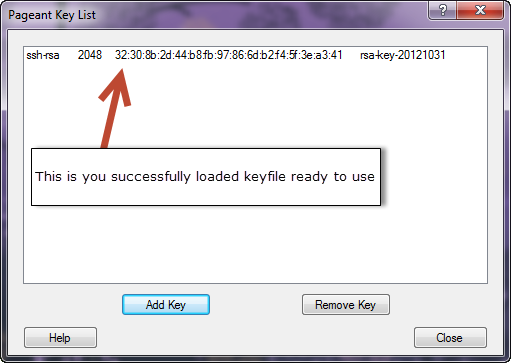 Pageant Key List
ssh-rsa 2048 32:30:8b:2d:44:b8:fb:97:86:6d:b2:f4:5f:3e:a3:41 rsa-key-20121031
This is you successfully loaded keyfile ready to use
Add Key Remove Key
Help Close